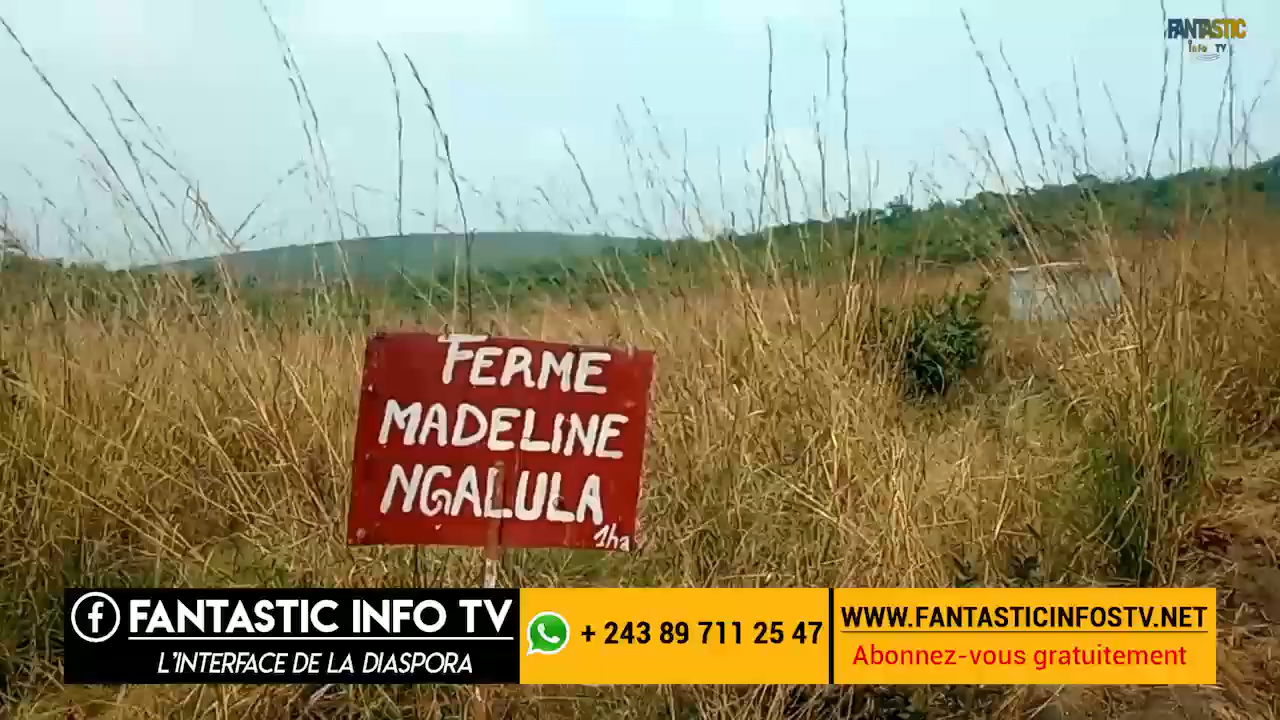 FANTASTIC
Info TV
FERME
MADELINE
NGALULA
1ha
FANTASTIC INFO TV
L'INTERFACE DE LA DIASPORA
+ 243 89 711 25 47
WWW.FANTASTICINFOSTV.NET
Abonnez-vous gratuitement